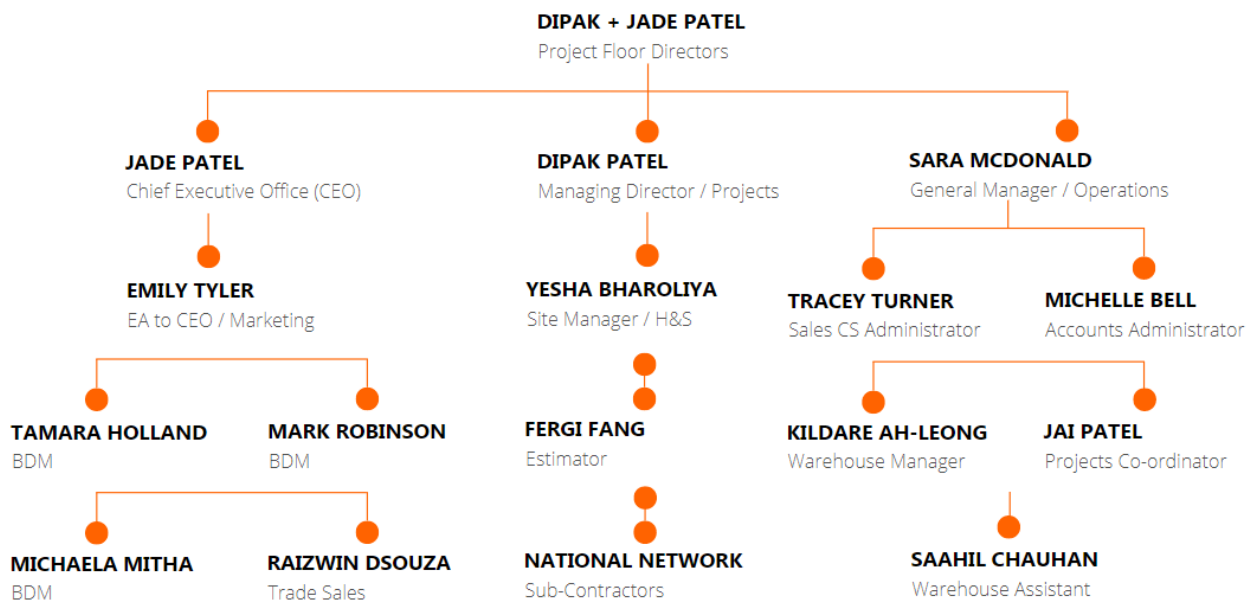 DIPAK + JADE PATEL
Project Floor Directors
JADE PATEL
Chief Executive Office (CEO)
DIPAK PATEL
Managing Director / Projects
SARA MCDONALD
General Manager / Operations
EMILY TYLER
EA to CEO / Marketing
YESHA BHAROLIYA
Site Manager / H&S
TRACEY TURNER
Sales CS Administrator
MICHELLE BELL
Accounts Administrator
TAMARA HOLLAND
BDM
MARK ROBINSON
BDM
FERGI FANG
Estimator
KILDARE AH-LEONG
Warehouse Manager
JAI PATEL
Projects Co-ordinator
MICHAELA MITHA
BDM
RAIZWIN DSOUZA
Trade Sales
NATIONAL NETWORK
Sub-Contractors
SAAHIL CHAUHAN
Warehouse Assistant